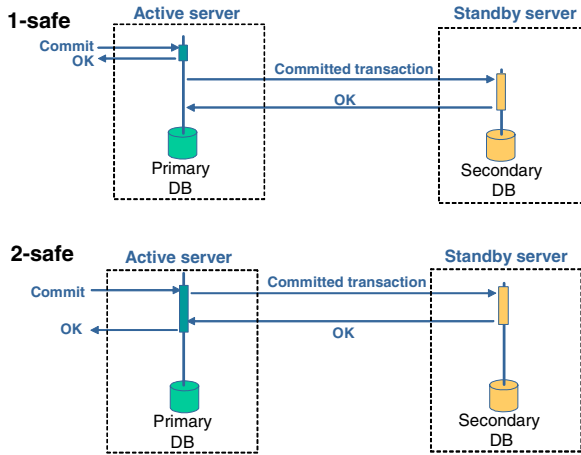 1-safe
Active server
Standby server
Commit
OK
Committed transaction
OK
Primary
DB
Secondary
DB
2-safe
Active server
Standby server
Commit
Committed transaction
OK
OK
Primary
DB
Secondary
DB